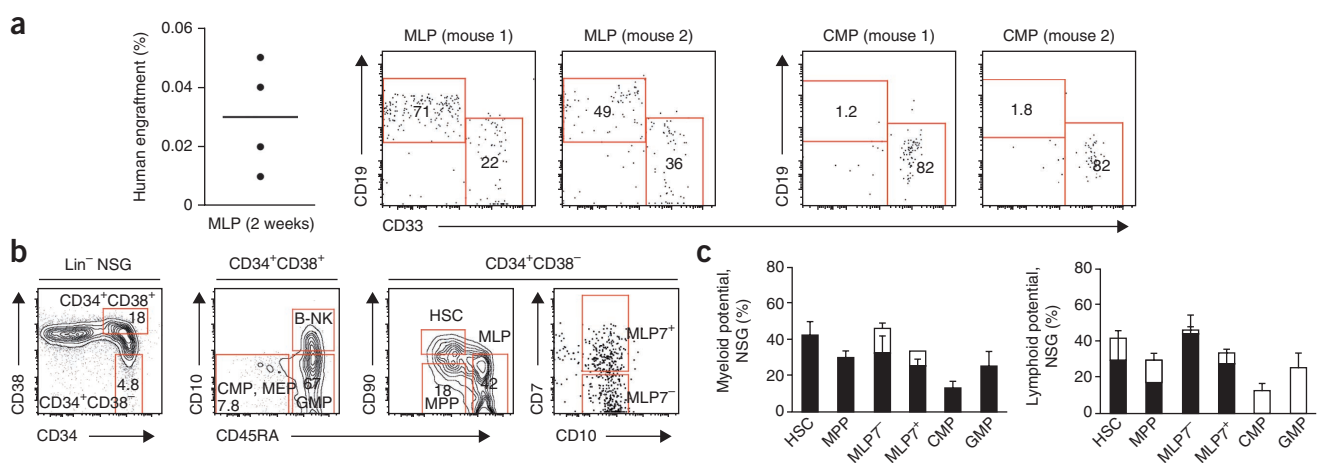 a
Human engraftment (%)
0.06
0.04
0.02
0
MLP (2 weeks)
MLP (mouse 1)
71
22
MLP (mouse 2)
49
36
CMP (mouse 1)
1.2
82
CMP (mouse 2)
1.8
82
CD19
CD19
CD33
b
Lin⁻ NSG
CD34⁺CD38⁺
18
4.8
CD34⁺CD38⁻
CD38
CD34
CD34⁺CD38⁺
B-NK
CMP, MEP
7.8
67
GMP
CD10
CD45RA
CD34⁺CD38⁻
HSC
MLP
18
42
MPP
CD90
MLP7⁺
MLP7⁻
CD7
CD10
c
Myeloid potential,
NSG (%)
80
60
40
20
0
HSC
MPP
MLP7⁻
MLP7⁺
CMP
GMP
Lymphoid potential,
NSG (%)
80
60
40
20
0
HSC
MPP
MLP7⁻
MLP7⁺
CMP
GMP